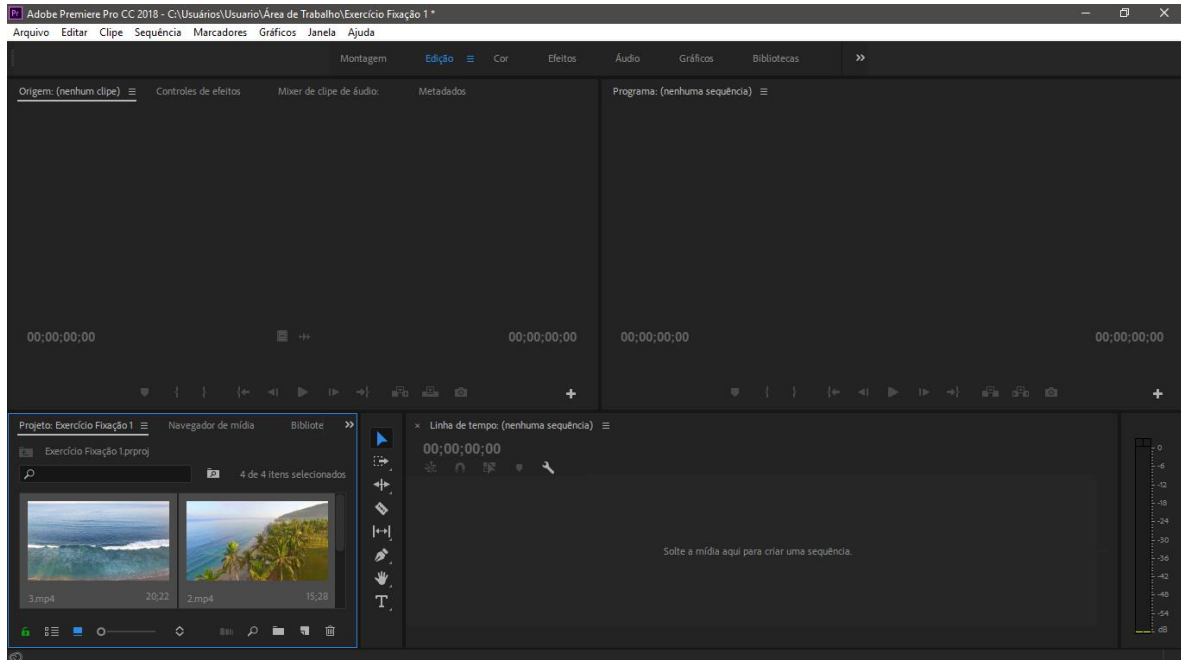 Pr Adobe Premiere Pro CC 2018 - C:\Usuários\Usuario\Área de Trabalho\Exercício Fixação 1 *
Arquivo Editar Clipe Sequência Marcadores Gráficos Janela Ajuda
Montagem Edição Cor Efeitos Áudio Gráficos Bibliotecas
Origem: (nenhum clipe) Controles de efeitos Mixer de clipe de áudio: Metadados
Programa: (nenhuma sequência)
00;00;00;00 00;00;00;00
00;00;00;00 00;00;00;00
Projeto: Exercício Fixação 1 Navegador de mídia Bibliote
Exercício Fixação 1.prproj
4 de 4 itens selecionados
3.mp4 20;22 2.mp4 15;28
T
× Linha de tempo: (nenhuma sequência)
00;00;00;00
Solte a mídia aqui para criar uma sequência.
0
-6
-12
-18
-24
-30
-36
-42
-48
-54
dB